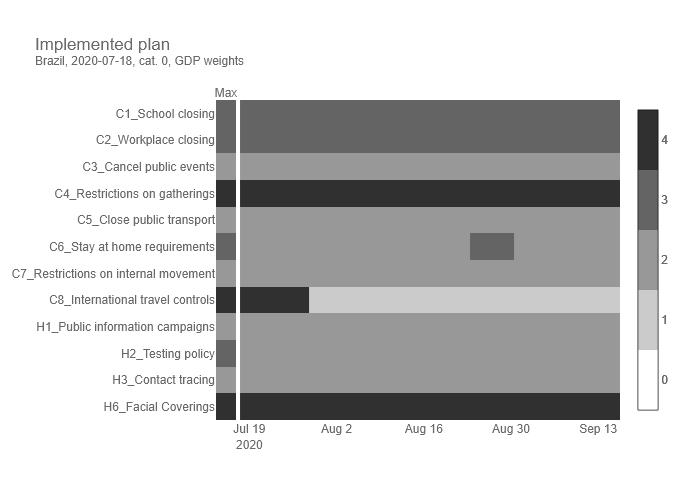 Implemented plan
Brazil, 2020-07-18, cat. 0, GDP weights
Max
C1_School closing
C2_Workplace closing
C3_Cancel public events
C4_Restrictions on gatherings
C5_Close public transport
C6_Stay at home requirements
C7_Restrictions on internal movement
C8_International travel controls
H1_Public information campaigns
H2_Testing policy
H3_Contact tracing
H6_Facial Coverings
Jul 19 Aug 2 Aug 16 Aug 30 Sep 13
2020
4
3
2
1
0